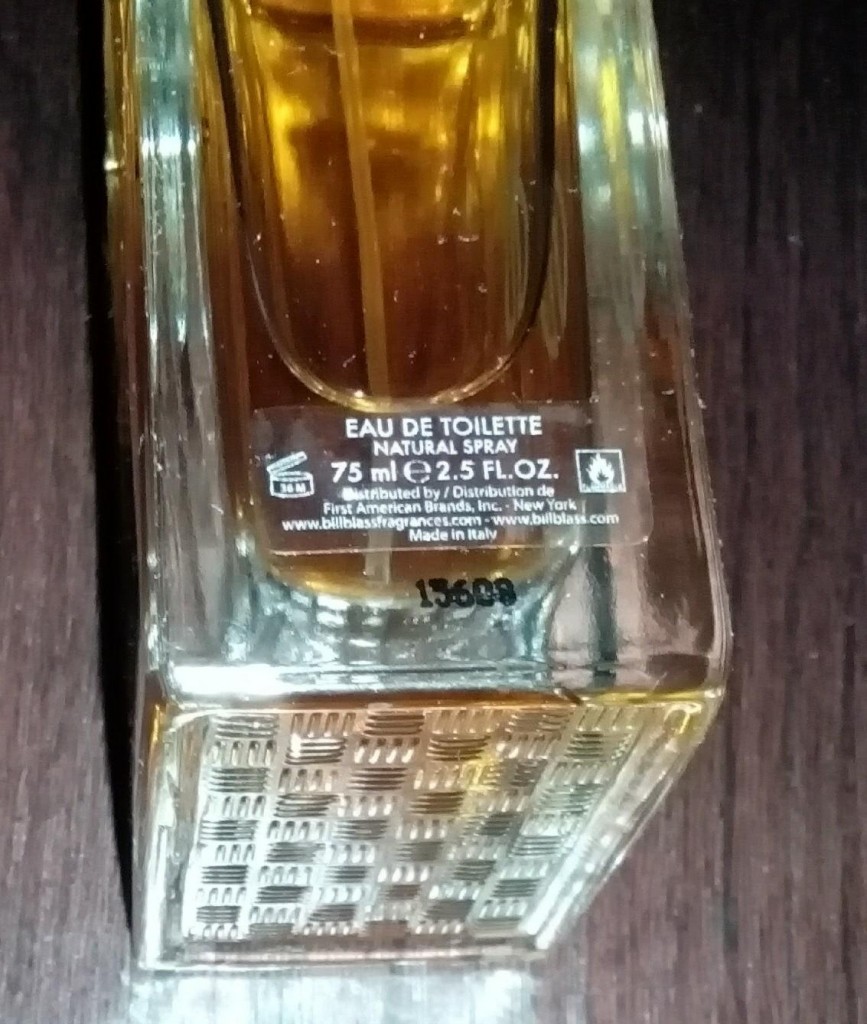 EAU DE TOILETTE
NATURAL SPRAY
36 M
75 ml ℮ 2.5 FL.OZ.
Distributed by / Distribution de
First American Brands, Inc. - New York
www.billblassfragrances.com - www.billblass.com
Made in Italy